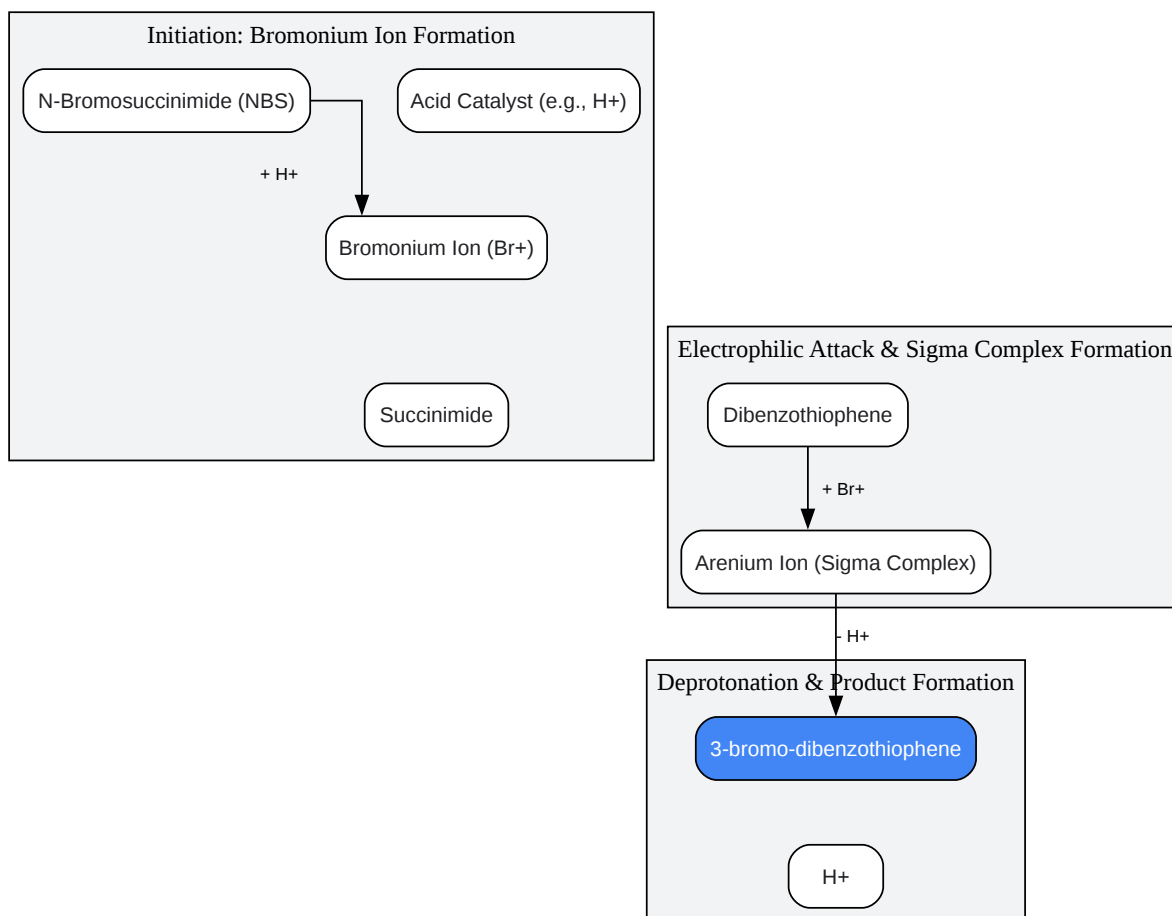 Initiation: Bromonium Ion Formation
N-Bromosuccinimide (NBS)
Acid Catalyst (e.g., H+)
+ H+
Bromonium Ion (Br+)
Succinimide
Electrophilic Attack & Sigma Complex Formation
Dibenzothiophene
+ Br+
Arenium Ion (Sigma Complex)
- H+
Deprotonation & Product Formation
3-bromo-dibenzothiophene
H+